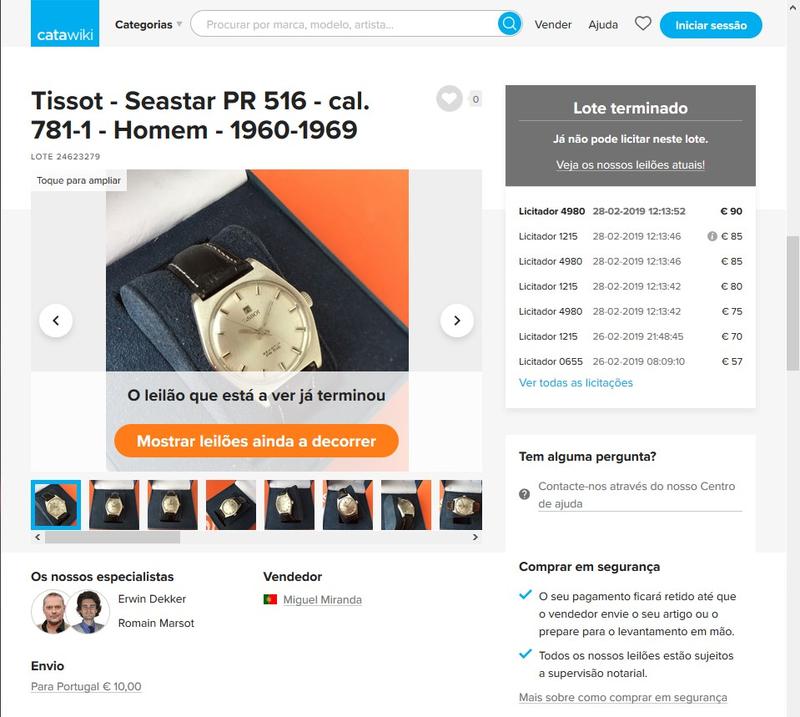 catawiki
Categorias
Procurar por marca, modelo, artista...
Vender
Ajuda
Iniciar sessão
Tissot - Seastar PR 516 - cal.
781-1 - Homem - 1960-1969
0
LOTE 24623279
Toque para ampliar
TISSOT
O leilão que está a ver já terminou
Mostrar leilões ainda a decorrer
Lote terminado
Já não pode licitar neste lote.
Veja os nossos leilões atuais!
Licitador 4980 28-02-2019 12:13:52 € 90
Licitador 1215 28-02-2019 12:13:46 € 85
Licitador 4980 28-02-2019 12:13:46 € 85
Licitador 1215 28-02-2019 12:13:42 € 80
Licitador 4980 28-02-2019 12:13:42 € 75
Licitador 1215 26-02-2019 21:48:45 € 70
Licitador 0655 26-02-2019 08:09:10 € 57
Ver todas as licitações
Tem alguma pergunta?
Contacte-nos através do nosso Centro
de ajuda
Os nossos especialistas
Erwin Dekker
Romain Marsot
Vendedor
Miguel Miranda
Envio
Para Portugal € 10,00
Comprar em segurança
O seu pagamento ficará retido até que
o vendedor envie o seu artigo ou o
prepare para o levantamento em mão.
Todos os nossos leilões estão sujeitos
a supervisão notarial.
Mais sobre como comprar em segurança